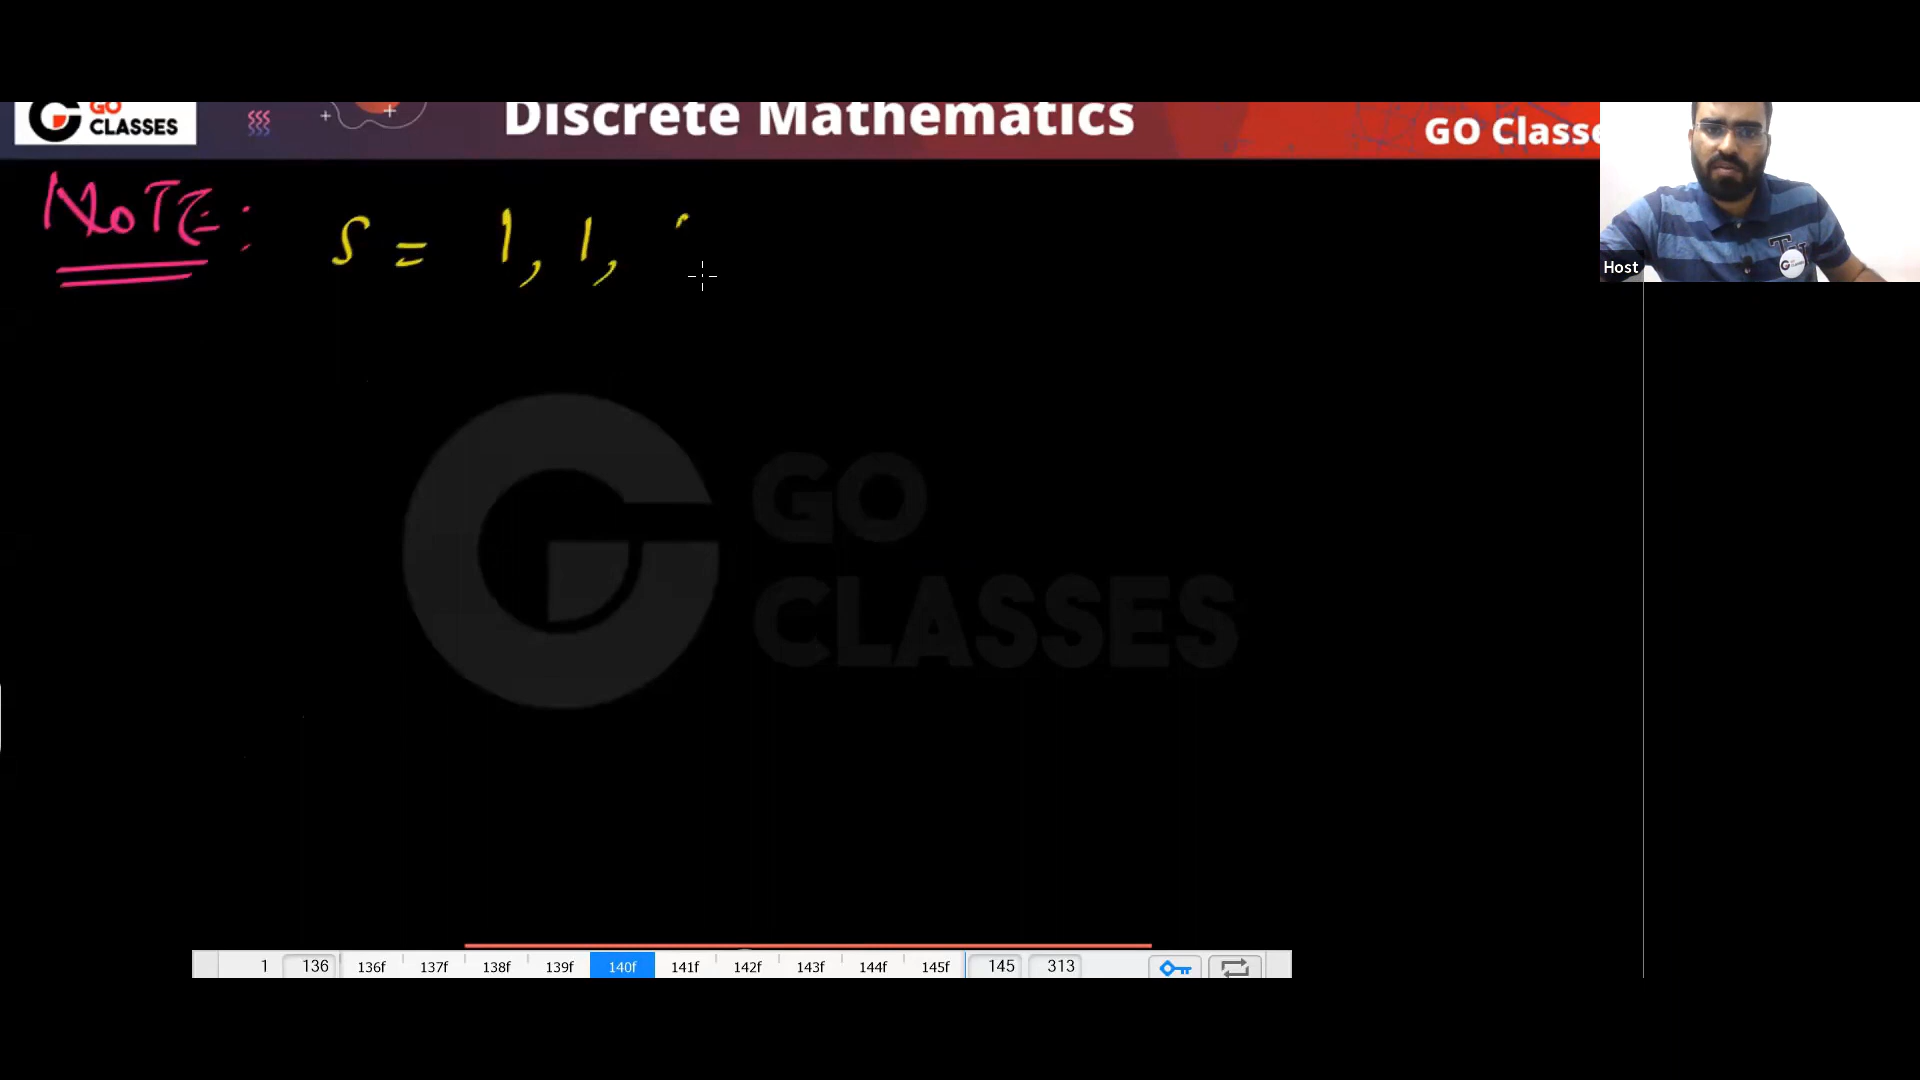 GO
CLASSES
Discrete Mathematics
GO Classe
NOTE: S = 1, 1,
Host
GO
CLASSES
1 136 136f 137f 138f 139f 140f 141f 142f 143f 144f 145f 145 313